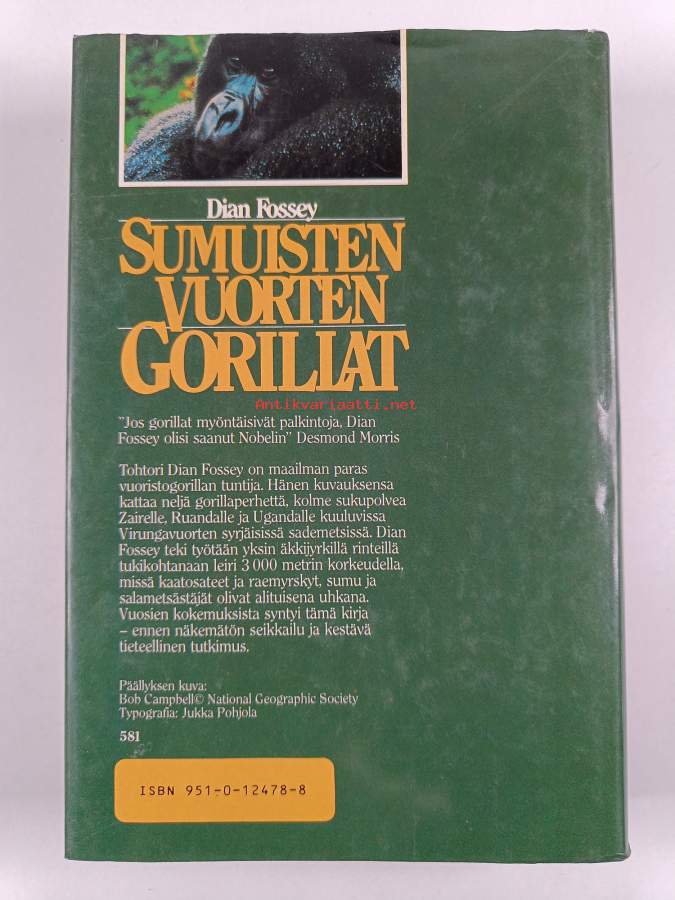 Dian Fossey
SUMUISTEN
VUORTEN
GORILLAT
Antikvariaatti.net
"Jos gorillat myöntäisivät palkintoja, Dian
Fossey olisi saanut Nobelin" Desmond Morris
Tohtori Dian Fossey on maailman paras
vuoristogorillan tuntija. Hänen kuvauksensa
kattaa neljä gorillaperhettä, kolme sukupolvea
Zairelle, Ruandalle ja Ugandalle kuuluvissa
Virungavuorten syrjäisissä sademetsissä. Dian
Fossey teki työtään yksin äkkijyrkillä rinteillä
tukikohtanaan leiri 3 000 metrin korkeudella,
missä kaatosateet ja raemyrskyt, sumu ja
salametsästäjät olivat alituisena uhkana.
Vuosien kokemuksista syntyi tämä kirja
– ennen näkemätön seikkailu ja kestävä
tieteellinen tutkimus.
Päällyksen kuva:
Bob Campbell© National Geographic Society
Typografia: Jukka Pohjola
581
ISBN 951-0-12478-8